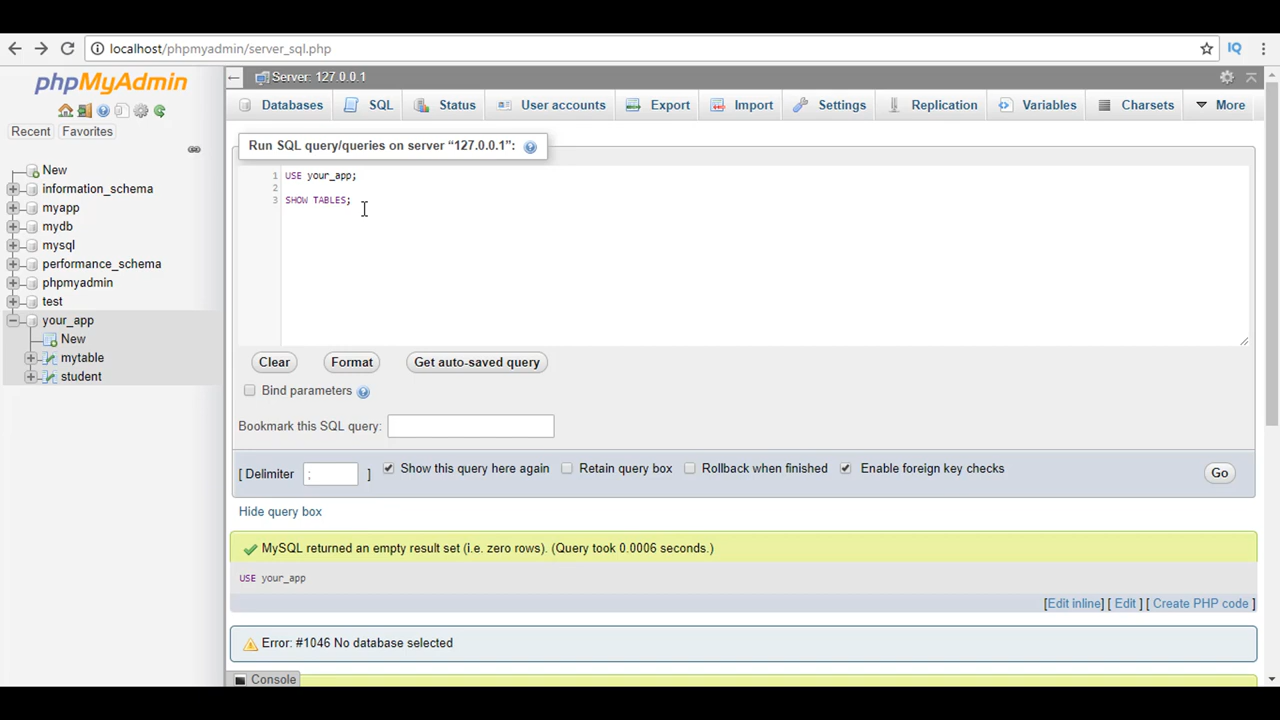 localhost/phpmyadmin/server_sql.php
IQ
phpMyAdmin
Recent
Favorites
New
information_schema
myapp
mydb
mysql
performance_schema
phpmyadmin
test
your_app
New
mytable
student
Server: 127.0.0.1
Databases
SQL
Status
User accounts
Export
Import
Settings
Replication
Variables
Charsets
More
Run SQL query/queries on server “127.0.0.1”:
1 USE your_app;
2
3 SHOW TABLES;
Clear
Format
Get auto-saved query
Bind parameters
Bookmark this SQL query:
[ Delimiter ; ]
Show this query here again
Retain query box
Rollback when finished
Enable foreign key checks
Go
Hide query box
MySQL returned an empty result set (i.e. zero rows). (Query took 0.0006 seconds.)
USE your_app
[Edit inline] [ Edit ] [ Create PHP code ]
Error: #1046 No database selected
Console